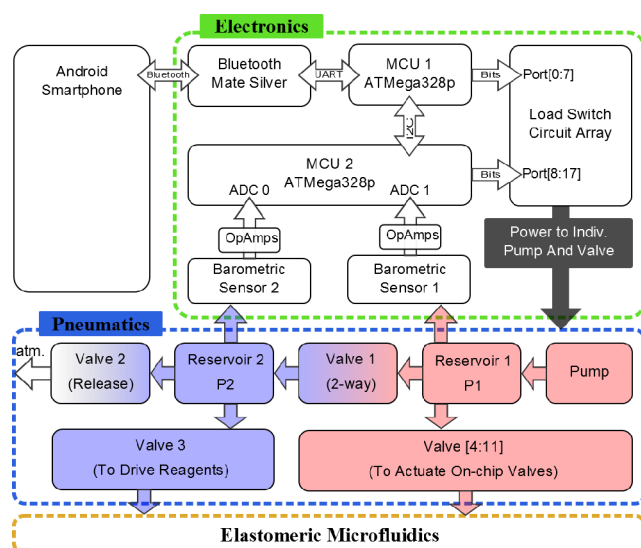 Electronics
Android
Smartphone
Bluetooth
Bluetooth
Mate Silver
UART
MCU 1
ATMega328p
Bits
Port[0:7]
Load Switch
Circuit Array
I2C
MCU 2
ATMega328p
ADC 0
ADC 1
Bits
Port[8:17]
OpAmps
OpAmps
Power to Indiv.
Pump And Valve
Barometric
Sensor 2
Barometric
Sensor 1
Pneumatics
atm.
Valve 2
(Release)
Reservoir 2
P2
Valve 1
(2-way)
Reservoir 1
P1
Pump
Valve 3
(To Drive Reagents)
Valve [4:11]
(To Actuate On-chip Valves)
Elastomeric Microfluidics